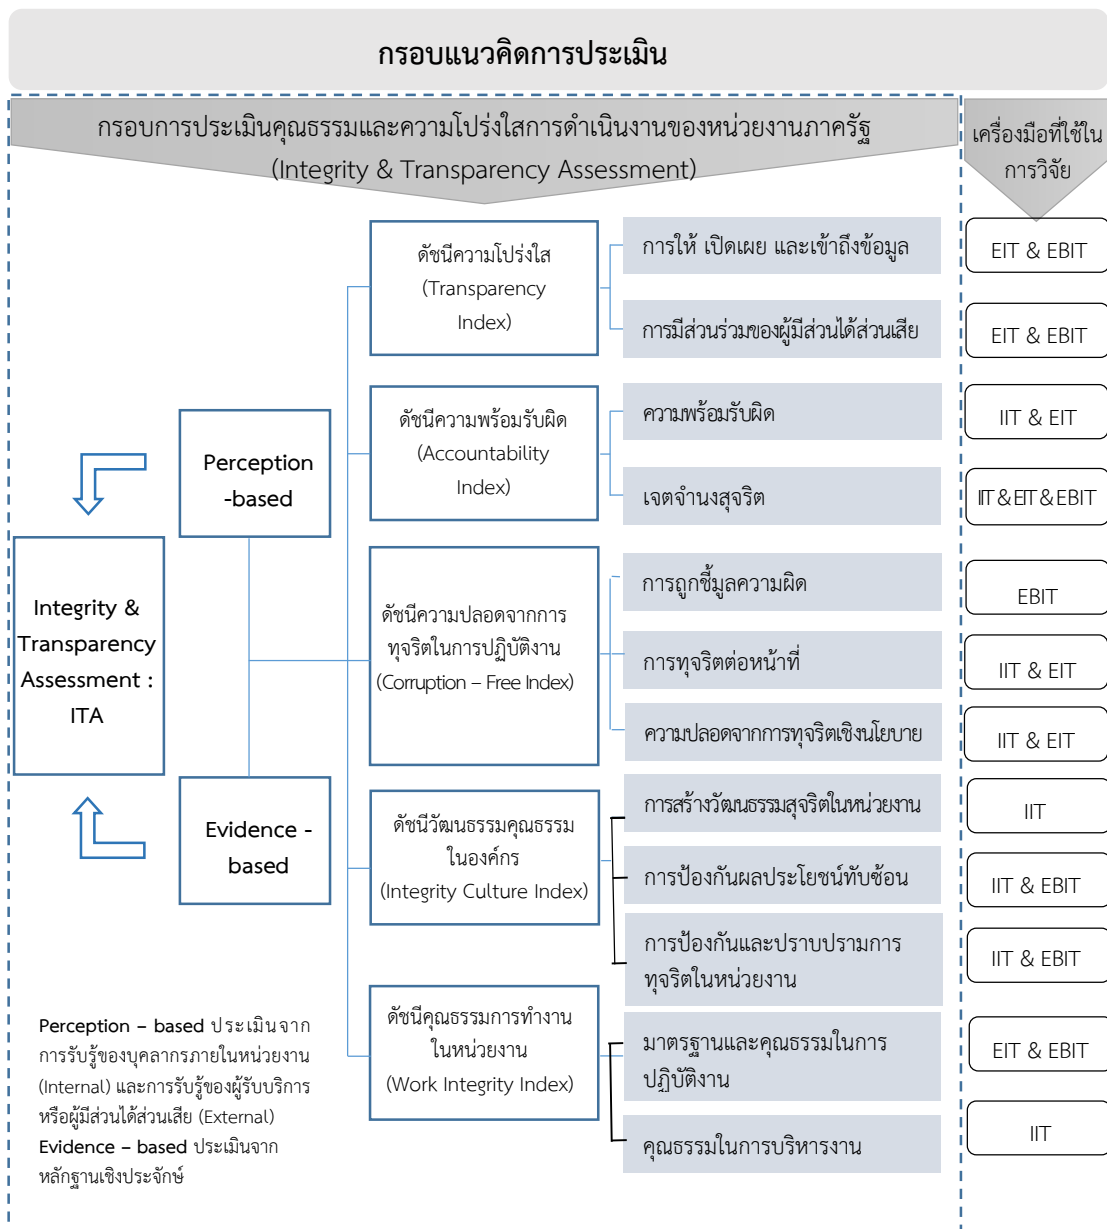 กรอบแนวคิดการประเมิน
กรอบการประเมินคุณธรรมและความโปร่งใสการดำเนินงานของหน่วยงานภาครัฐ
(Integrity & Transparency Assessment)
เครื่องมือที่ใช้ใน
การวิจัย
Integrity &
Transparency
Assessment :
ITA
Perception
-based
Evidence -
based
ดัชนีความโปร่งใส
(Transparency
Index)
การให้ เปิดเผย และเข้าถึงข้อมูล
EIT & EBIT
การมีส่วนร่วมของผู้มีส่วนได้ส่วนเสีย
EIT & EBIT
ดัชนีความพร้อมรับผิด
(Accountability
Index)
ความพร้อมรับผิด
IIT & EIT
เจตจำนงสุจริต
IIT & EIT & EBIT
ดัชนีความปลอดจากการ
ทุจริตในการปฏิบัติงาน
(Corruption – Free Index)
การถูกชี้มูลความผิด
EBIT
การทุจริตต่อหน้าที่
IIT & EIT
ความปลอดจากการทุจริตเชิงนโยบาย
IIT & EIT
ดัชนีวัฒนธรรมคุณธรรม
ในองค์กร
(Integrity Culture Index)
การสร้างวัฒนธรรมสุจริตในหน่วยงาน
IIT
การป้องกันผลประโยชน์ทับซ้อน
IIT & EBIT
การป้องกันและปราบปรามการ
ทุจริตในหน่วยงาน
IIT & EBIT
ดัชนีคุณธรรมการทำงาน
ในหน่วยงาน
(Work Integrity Index)
มาตรฐานและคุณธรรมในการ
ปฏิบัติงาน
EIT & EBIT
คุณธรรมในการบริหารงาน
IIT
Perception – based ประเมินจาก
การรับรู้ของบุคลากรภายในหน่วยงาน
(Internal) และการรับรู้ของผู้รับบริการ
หรือผู้มีส่วนได้ส่วนเสีย (External)
Evidence – based ประเมินจาก
หลักฐานเชิงประจักษ์